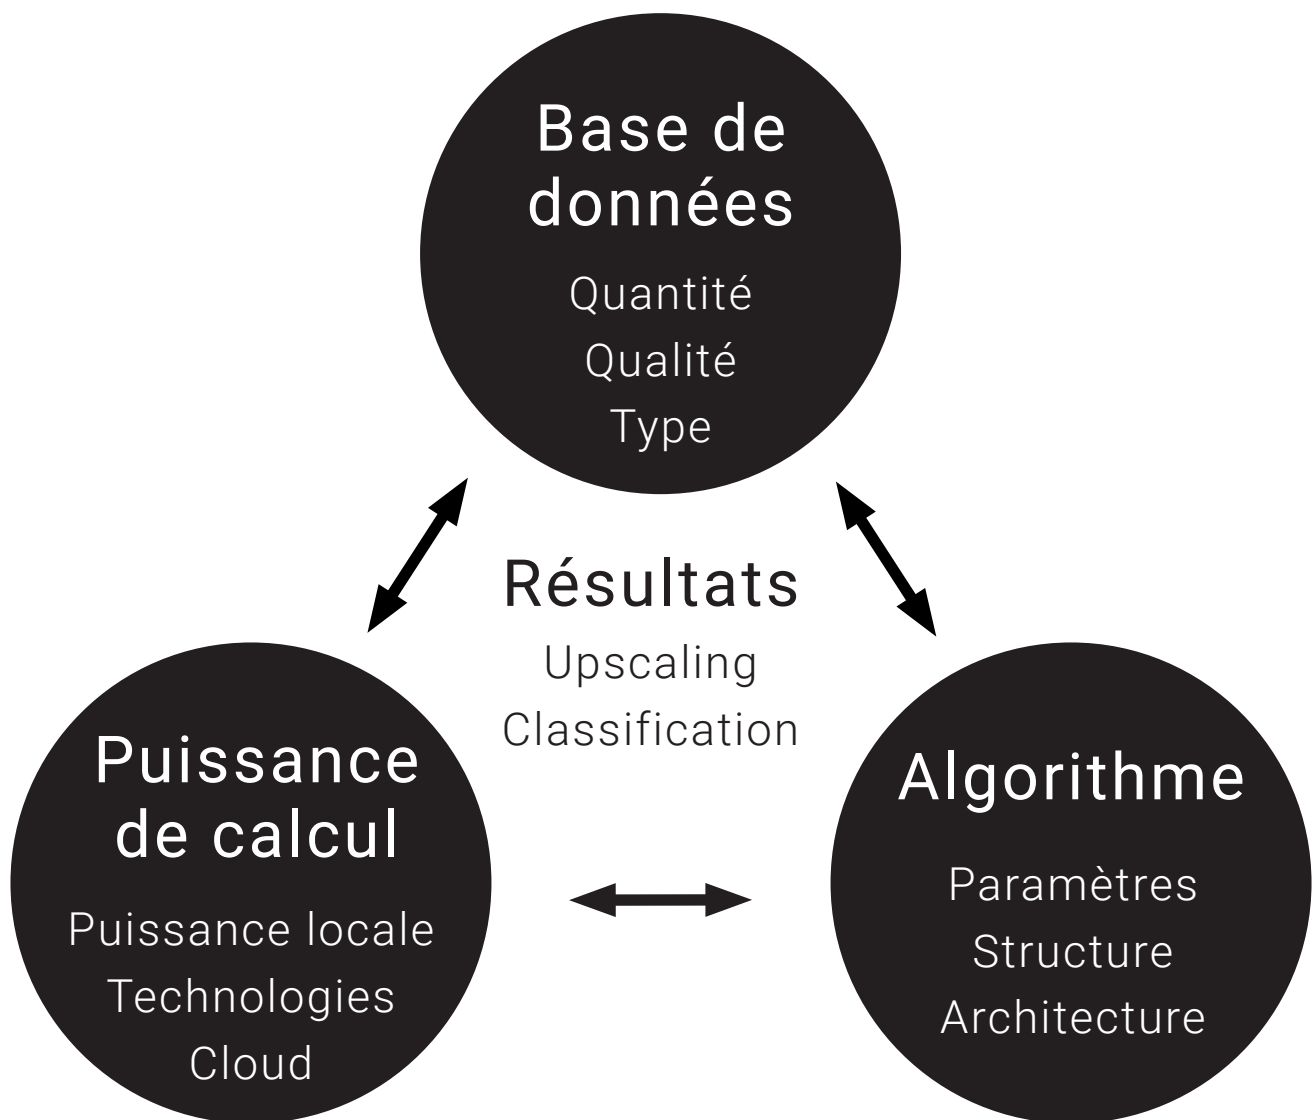 Base de
données
Quantité
Qualité
Type
Résultats
Upscaling
Classification
Puissance
de calcul
Puissance locale
Technologies
Cloud
Algorithme
Paramètres
Structure
Architecture